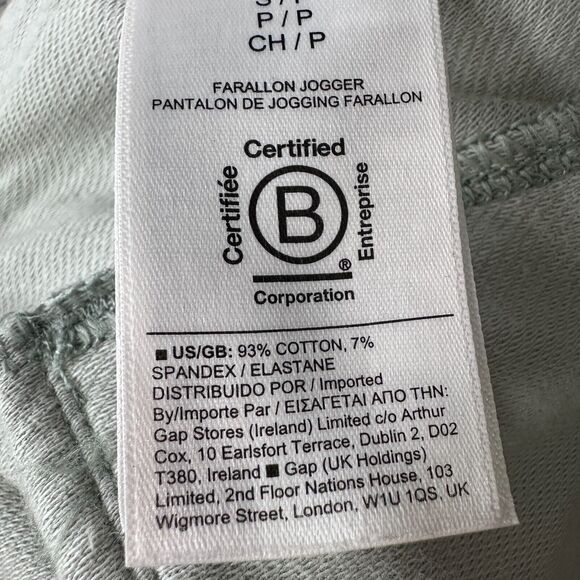 S / P
P / P
CH / P
FARALLON JOGGER
PANTALON DE JOGGING FARALLON
Certified
Certifiée
B
Entreprise
®
Corporation
■ US/GB: 93% COTTON, 7%
SPANDEX / ELASTANE
DISTRIBUIDO POR / Imported
By/Importe Par / ΕΙΣΑΓΕΤΑΙ ΑΠΟ ΤΗΝ:
Gap Stores (Ireland) Limited c/o Arthur
Cox, 10 Earlsfort Terrace, Dublin 2, D02
T380, Ireland ■ Gap (UK Holdings)
Limited, 2nd Floor Nations House, 103
Wigmore Street, London, W1U 1QS. UK